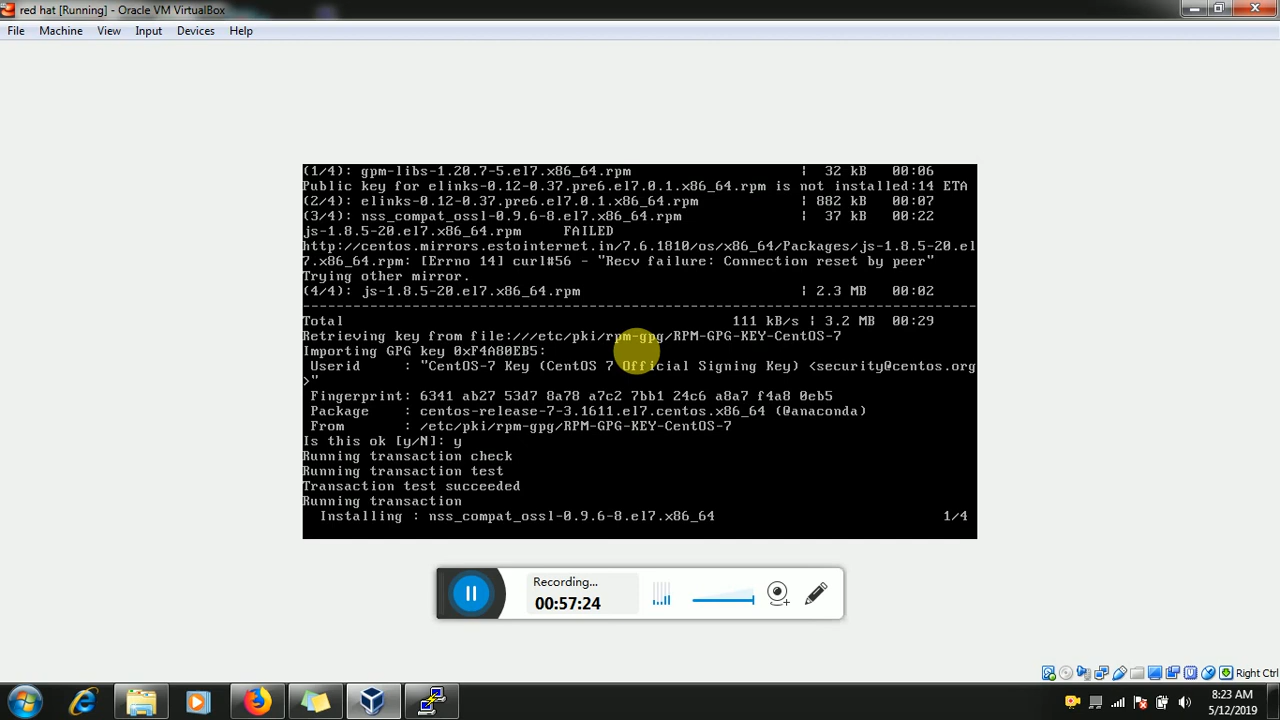 red hat [Running] - Oracle VM VirtualBox
File Machine View Input Devices Help
(1/4): gpm-libs-1.20.7-5.el7.x86_64.rpm | 32 kB 00:06
Public key for elinks-0.12-0.37.pre6.el7.0.1.x86_64.rpm is not installed:14 ETA
(2/4): elinks-0.12-0.37.pre6.el7.0.1.x86_64.rpm | 882 kB 00:07
(3/4): nss_compat_ossl-0.9.6-8.el7.x86_64.rpm | 37 kB 00:22
js-1.8.5-20.el7.x86_64.rpm FAILED
http://centos.mirrors.estointernet.in/7.6.1810/os/x86_64/Packages/js-1.8.5-20.el
7.x86_64.rpm: [Errno 14] curl#56 - "Recv failure: Connection reset by peer"
Trying other mirror.
(4/4): js-1.8.5-20.el7.x86_64.rpm | 2.3 MB 00:02
--------------------------------------------------------------------------------
Total 111 kB/s | 3.2 MB 00:29
Retrieving key from file:///etc/pki/rpm-gpg/RPM-GPG-KEY-CentOS-7
Importing GPG key 0xF4A80EB5:
Userid : "CentOS-7 Key (CentOS 7 Official Signing Key) <security@centos.org
>"
Fingerprint: 6341 ab27 53d7 8a78 a7c2 7bb1 24c6 a8a7 f4a8 0eb5
Package : centos-release-7-3.1611.el7.centos.x86_64 (@anaconda)
From : /etc/pki/rpm-gpg/RPM-GPG-KEY-CentOS-7
Is this ok [y/N]: y
Running transaction check
Running transaction test
Transaction test succeeded
Running transaction
Installing : nss_compat_ossl-0.9.6-8.el7.x86_64 1/4
Recording...
00:57:24
Right Ctrl
8:23 AM
5/12/2019